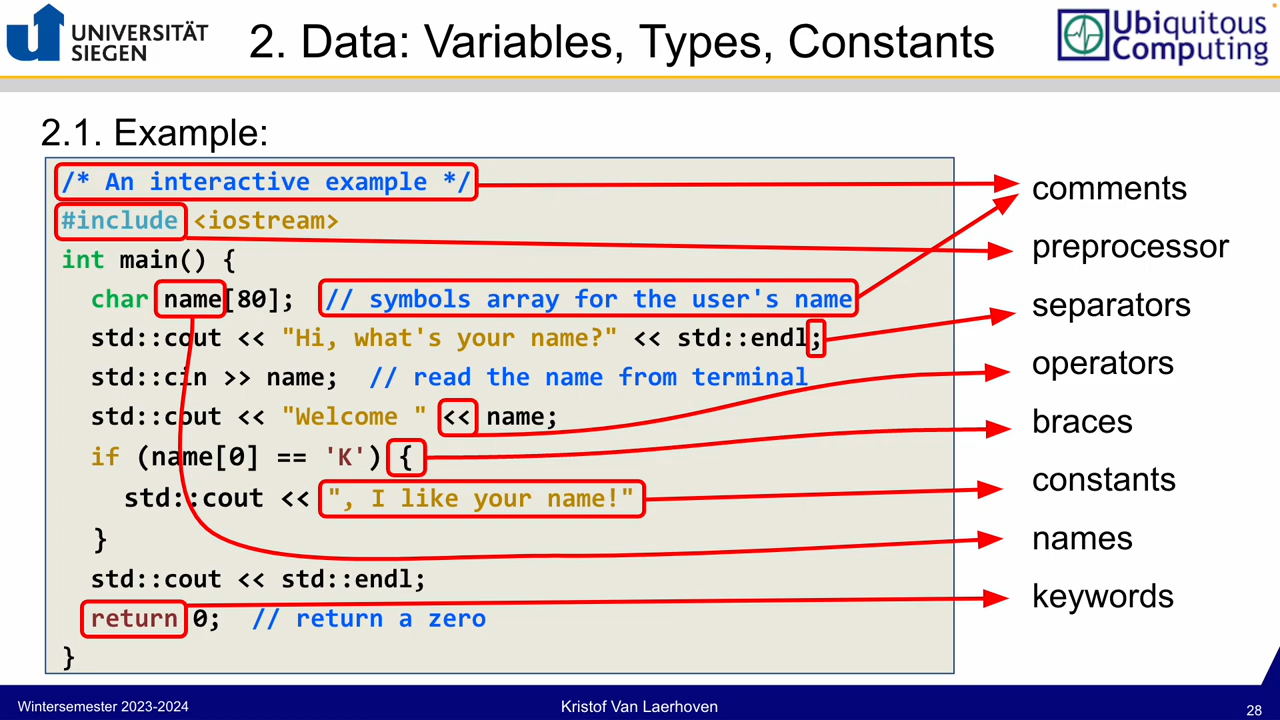 UNIVERSITÄT
SIEGEN
2. Data: Variables, Types, Constants
Ubiquitous
Computing
2.1. Example:
/* An interactive example */
#include <iostream>
int main() {
  char name[80];  // symbols array for the user's name
  std::cout << "Hi, what's your name?" << std::endl;
  std::cin >> name;  // read the name from terminal
  std::cout << "Welcome " << name;
  if (name[0] == 'K') {
    std::cout << ", I like your name!"
  }
  std::cout << std::endl;
  return 0;  // return a zero
}
comments
preprocessor
separators
operators
braces
constants
names
keywords
Wintersemester 2023-2024
Kristof Van Laerhoven
28